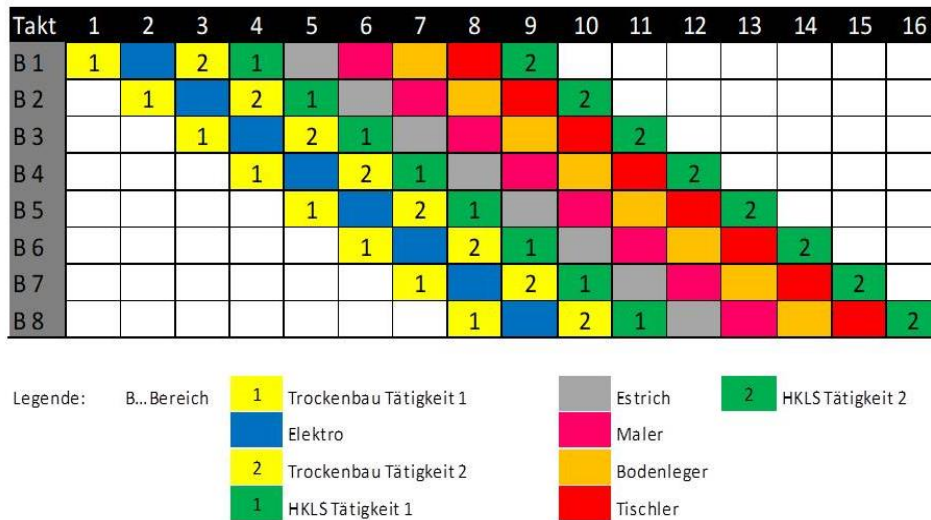 Takt 1 2 3 4 5 6 7 8 9 10 11 12 13 14 15 16
B 1 1 2 1 2
B 2 1 2 1 2
B 3 1 2 1 2
B 4 1 2 1 2
B 5 1 2 1 2
B 6 1 2 1 2
B 7 1 2 1 2
B 8 1 2 1 2
Legende: B...Bereich 1 Trockenbau Tätigkeit 1 Estrich 2 HKLS Tätigkeit 2
Elektro Maler
2 Trockenbau Tätigkeit 2 Bodenleger
1 HKLS Tätigkeit 1 Tischler